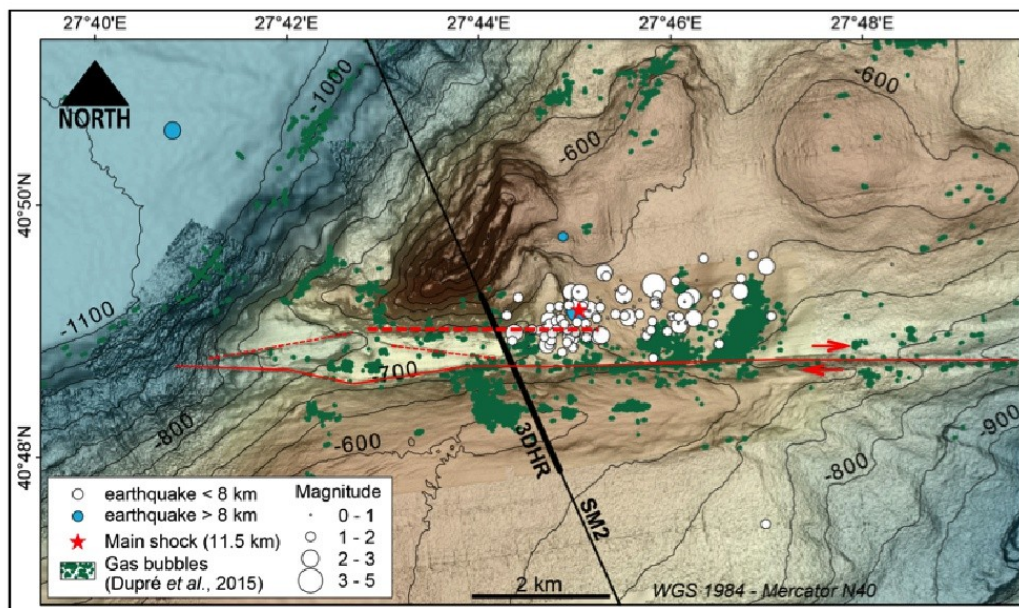 27°40'E 27°42'E 27°44'E 27°46'E 27°48'E
NORTH
-1000
-600
-600
40°50'N
-1100
-700
-800
-600
3DHR
SM2
-800
-900
40°48'N
earthquake < 8 km
earthquake > 8 km
Main shock (11.5 km)
Gas bubbles
(Dupré et al., 2015)
Magnitude
0 - 1
1 - 2
2 - 3
3 - 5
2 km
WGS 1984 - Mercator N40